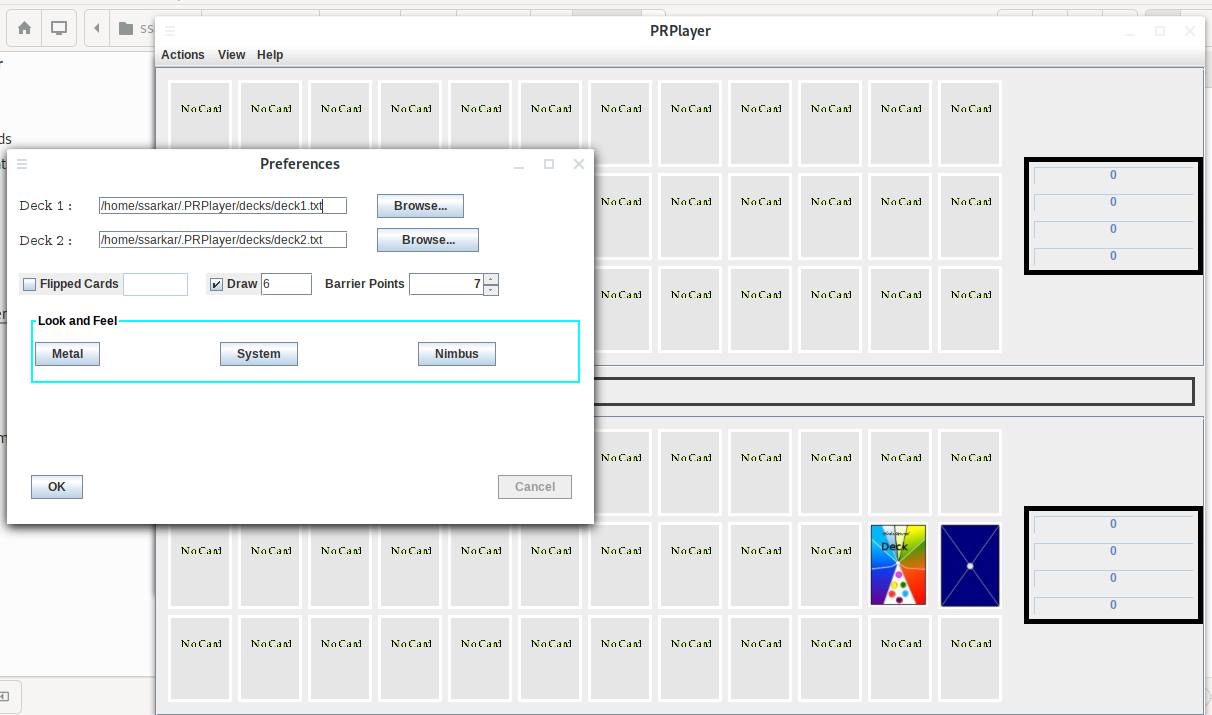 ss
PRPlayer
Actions View Help
r
NoCard NoCard NoCard NoCard NoCard NoCard NoCard NoCard NoCard NoCard NoCard NoCard
ds
Preferences
0
Deck 1 : /home/ssarkar/.PRPlayer/decks/deck1.txt Browse...
NoCard NoCard NoCard NoCard NoCard NoCard
0
0
Deck 2 : /home/ssarkar/.PRPlayer/decks/deck2.txt Browse...
0
Flipped Cards Draw 6 Barrier Points 7
NoCard NoCard NoCard NoCard NoCard NoCard
Look and Feel
Metal System Nimbus
NoCard NoCard NoCard NoCard NoCard NoCard
OK Cancel
0
NoCard NoCard NoCard NoCard NoCard NoCard NoCard NoCard NoCard NoCard Deck
0
0
0
NoCard NoCard NoCard NoCard NoCard NoCard NoCard NoCard NoCard NoCard NoCard NoCard